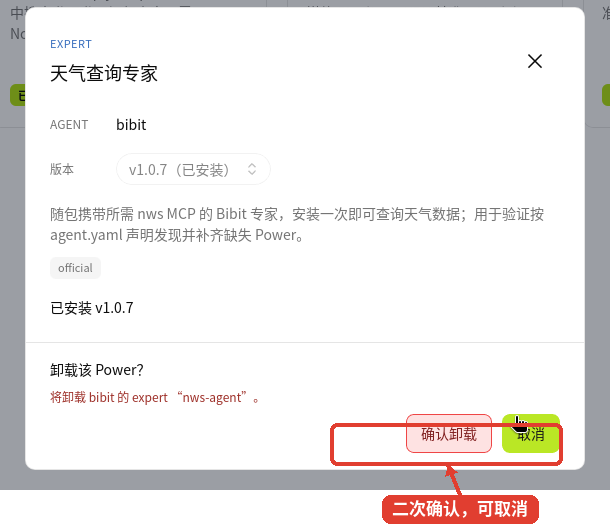 EXPERT
天气查询专家
AGENT bibit
版本 v1.0.7（已安装）
随包携带所需 nws MCP 的 Bibit 专家，安装一次即可查询天气数据；用于验证按
agent.yaml 声明发现并补齐缺失 Power。
official
已安装 v1.0.7
卸载该 Power?
将卸载 bibit 的 expert “nws-agent”。
确认卸载 取消
二次确认，可取消